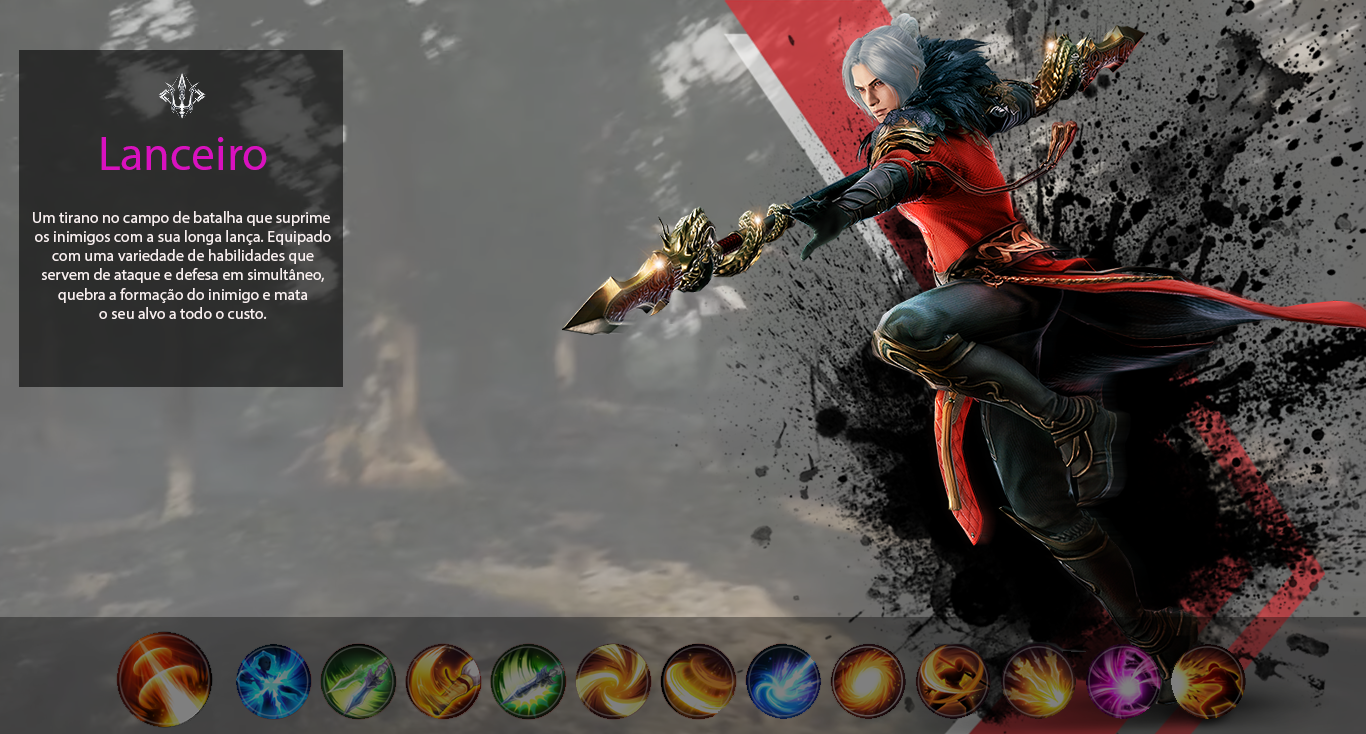 Lanceiro
Um tirano no campo de batalha que suprime
os inimigos com a sua longa lança. Equipado
com uma variedade de habilidades que
servem de ataque e defesa em simultâneo,
quebra a formação do inimigo e mata
o seu alvo a todo o custo.